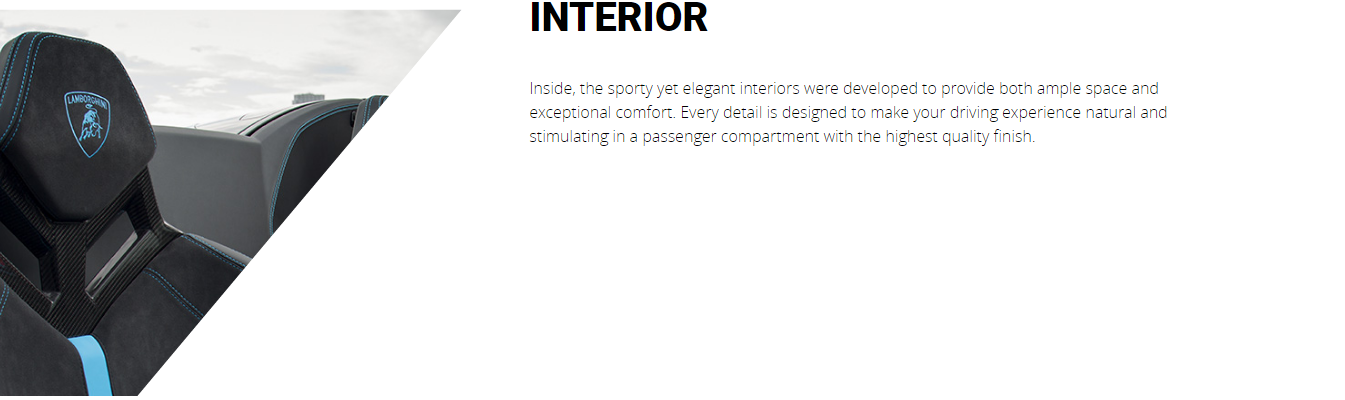 INTERIOR
LAMBORGHINI
Inside, the sporty yet elegant interiors were developed to provide both ample space and
exceptional comfort. Every detail is designed to make your driving experience natural and
stimulating in a passenger compartment with the highest quality finish.